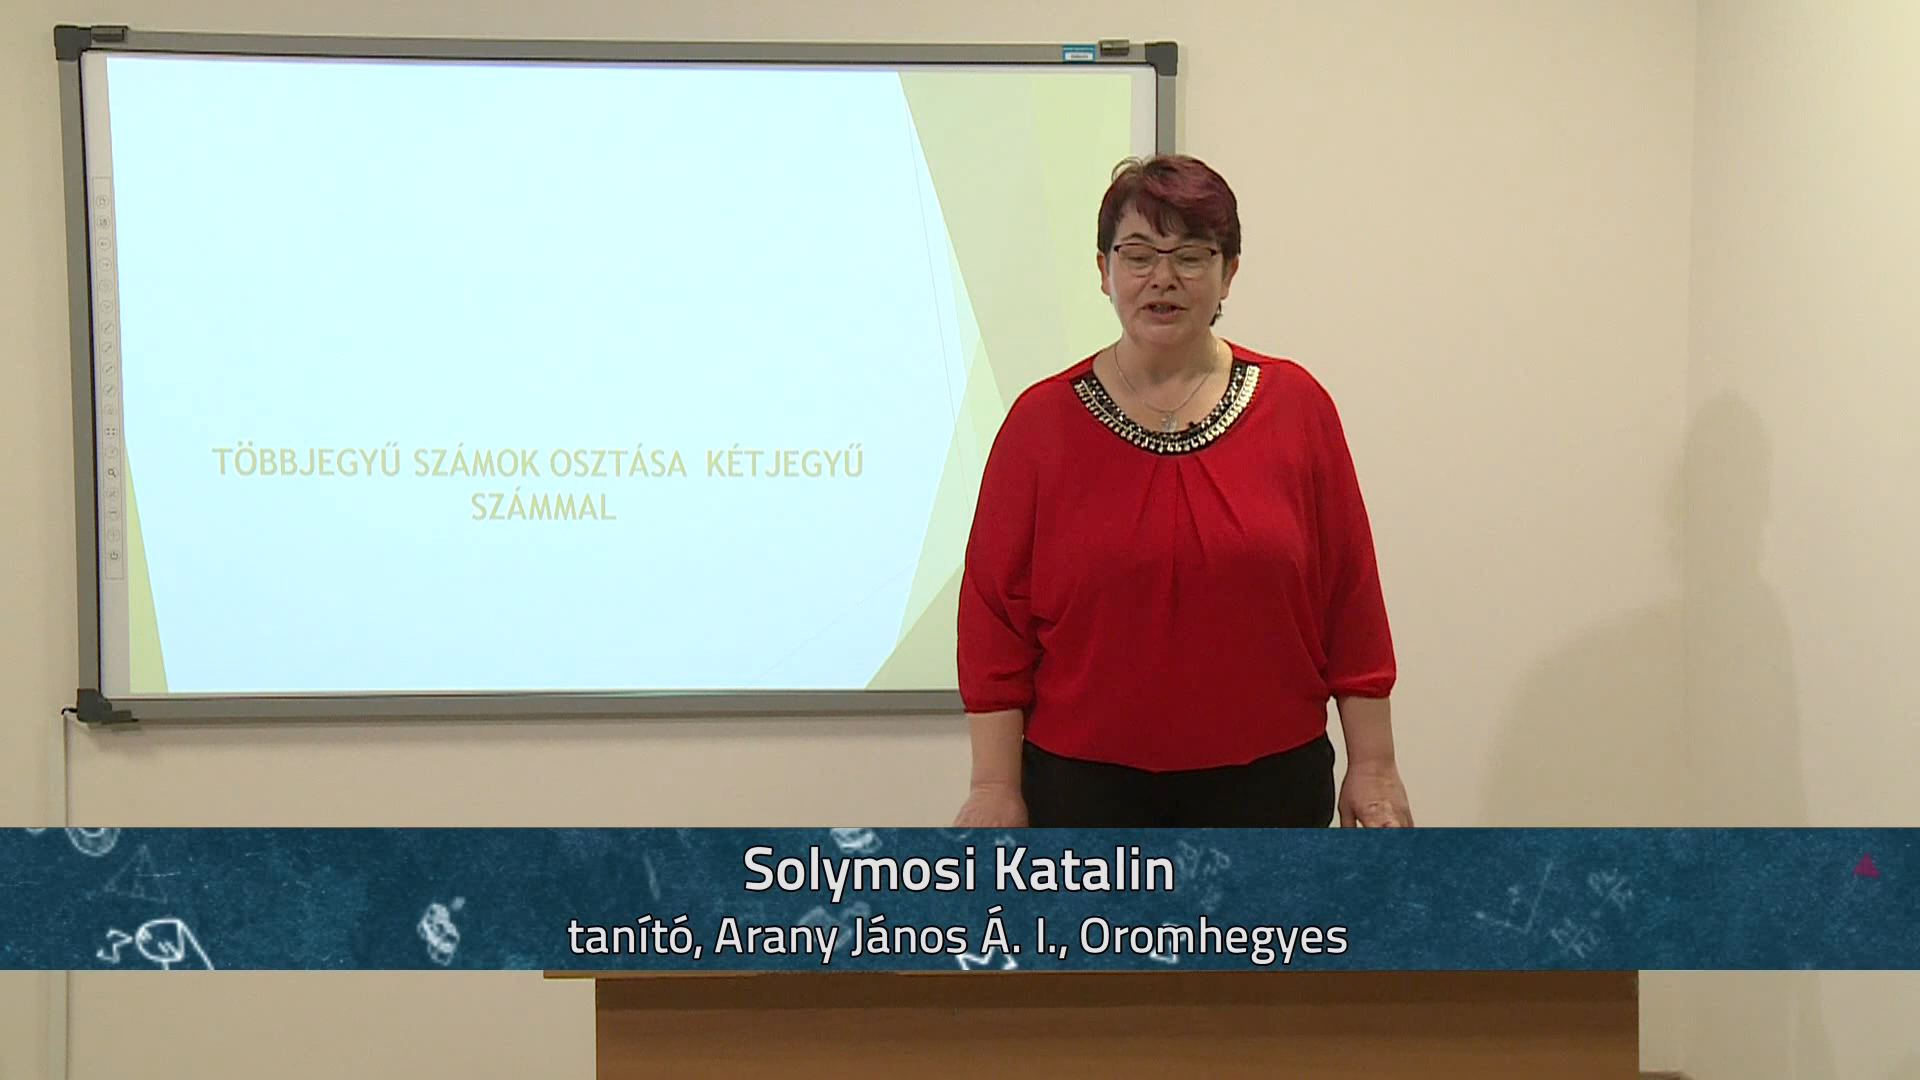 TÖBBJEGYŰ SZÁMOK OSZTÁSA KÉTJEGYŰ
SZÁMMAL
Solymosi Katalin
tanító, Arany János Á. I., Oromhegyes